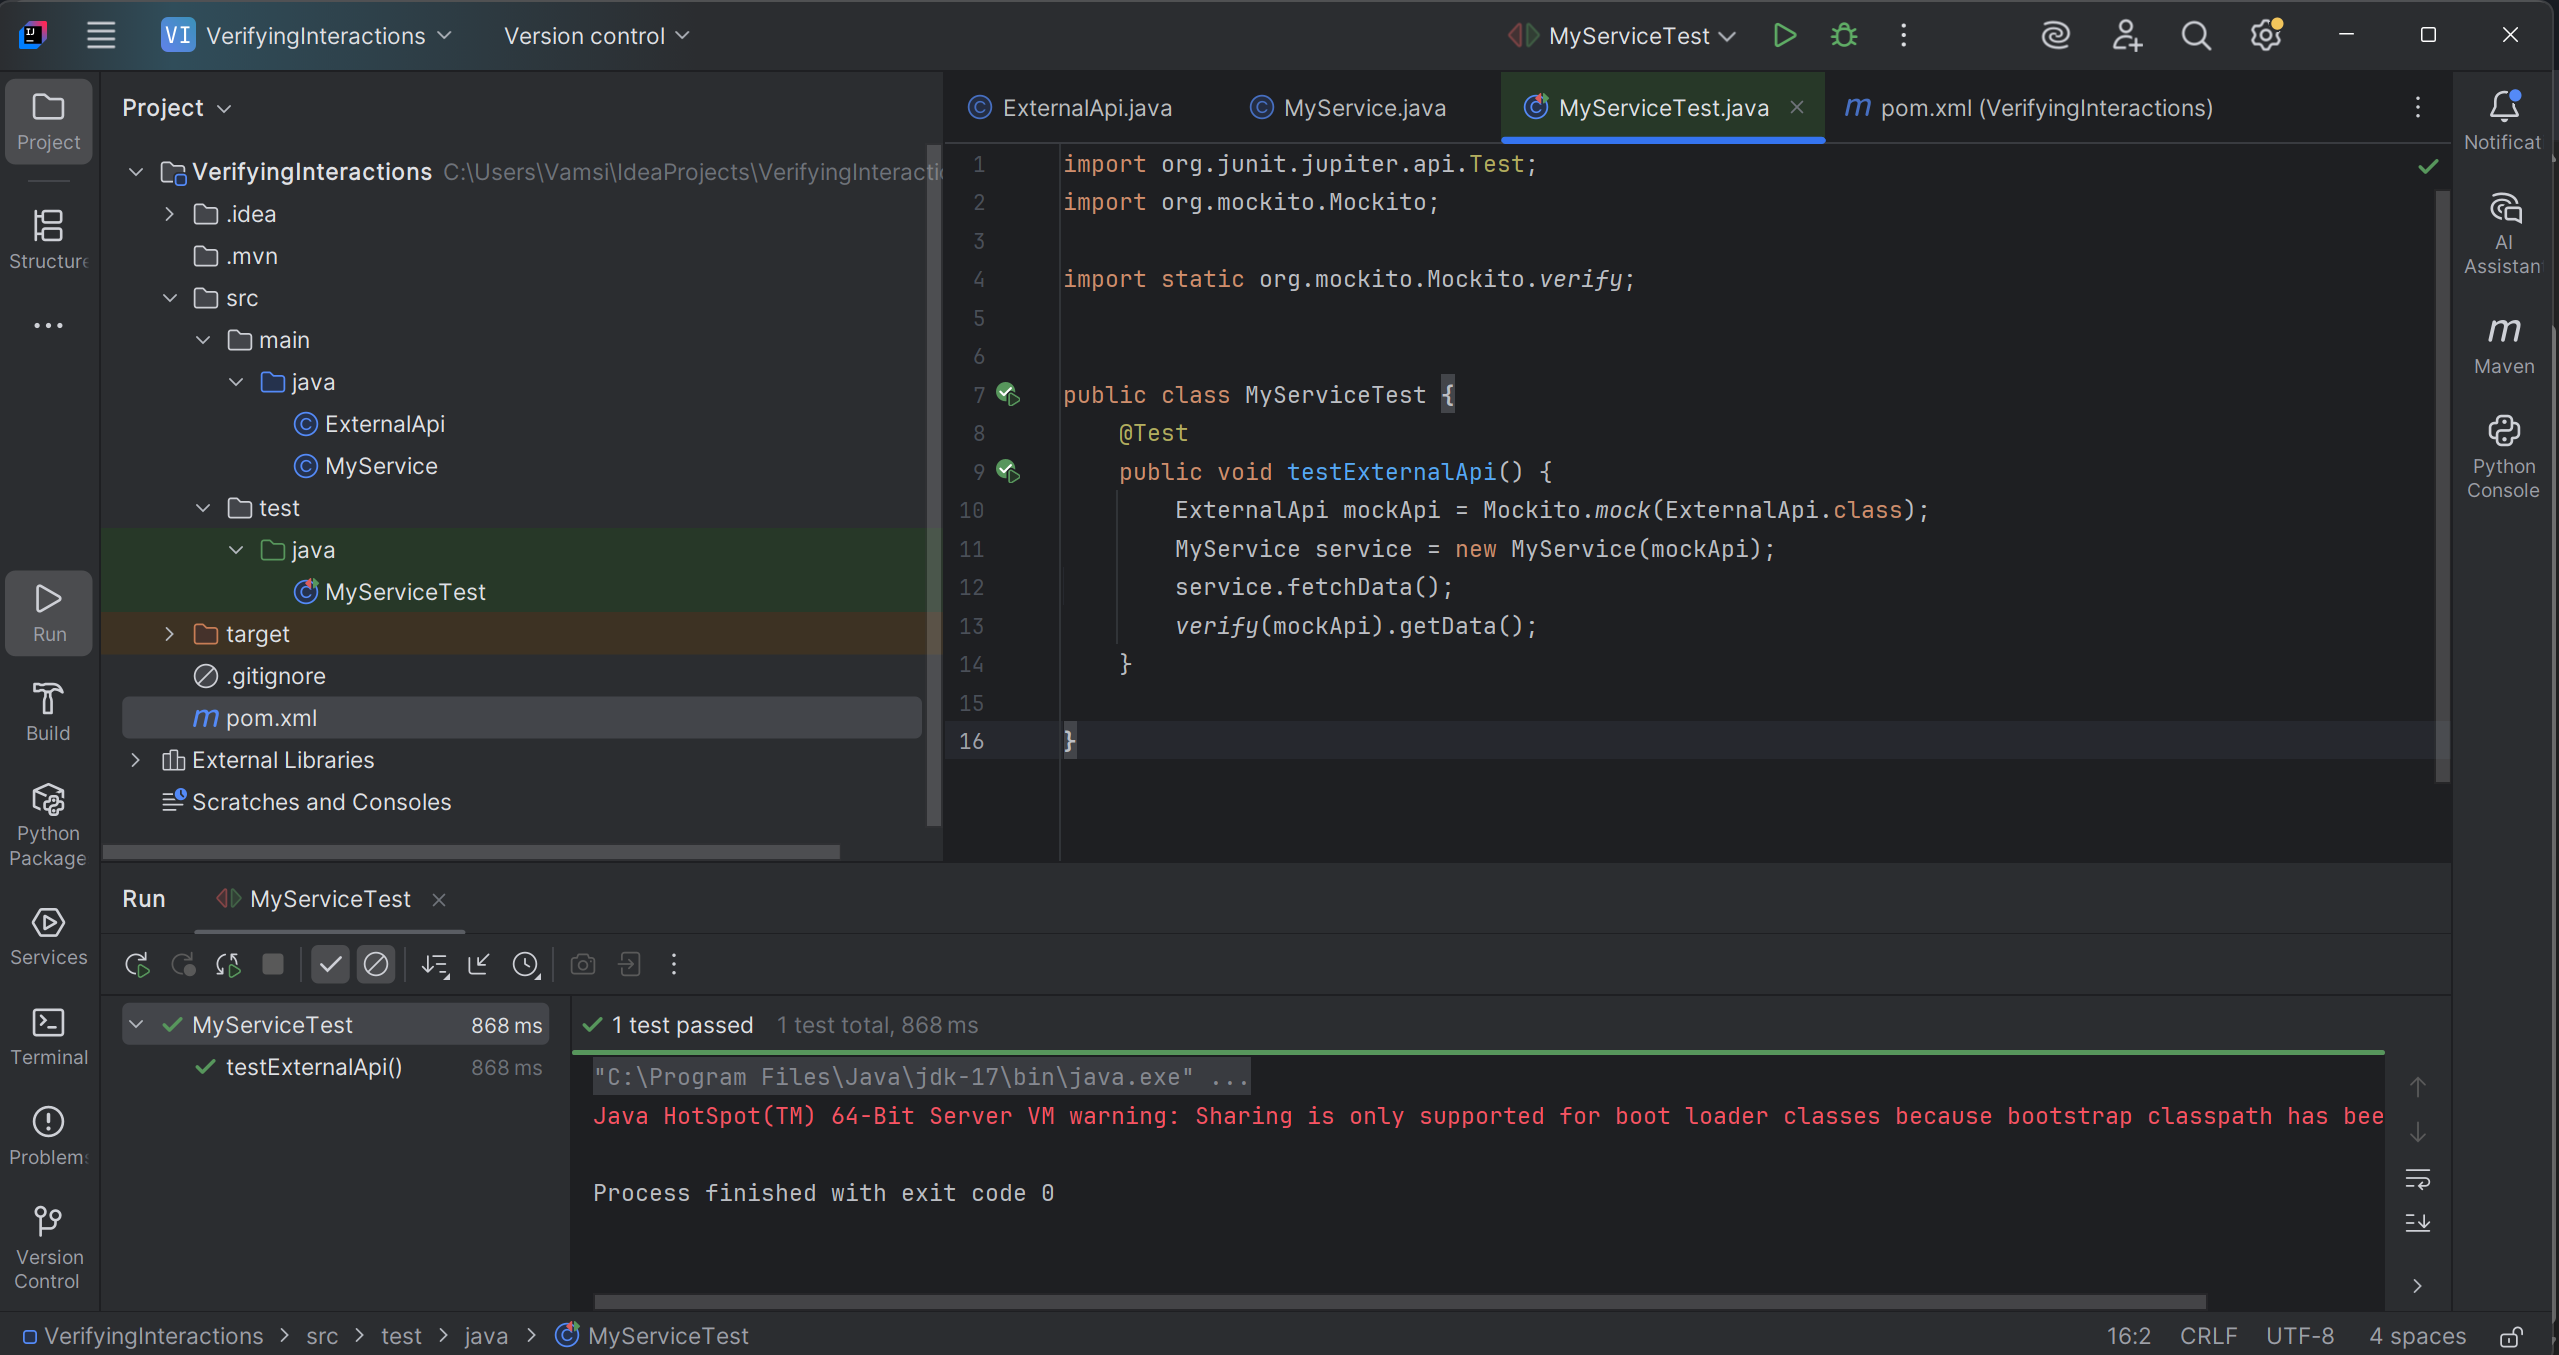 VI VerifyingInteractions Version control MyServiceTest
Project
Structure
Run
Build
Python
Package
Services
Terminal
Problem
Version
Control
Project
VerifyingInteractions C:\Users\Vamsi\IdeaProjects\VerifyingInteracti
.idea
.mvn
src
main
java
ExternalApi
MyService
test
java
MyServiceTest
target
.gitignore
pom.xml
External Libraries
Scratches and Consoles
ExternalApi.java MyService.java MyServiceTest.java pom.xml (VerifyingInteractions)
1 import org.junit.jupiter.api.Test;
2 import org.mockito.Mockito;
3
4 import static org.mockito.Mockito.verify;
5
6
7 public class MyServiceTest {
8 @Test
9 public void testExternalApi() {
10 ExternalApi mockApi = Mockito.mock(ExternalApi.class);
11 MyService service = new MyService(mockApi);
12 service.fetchData();
13 verify(mockApi).getData();
14 }
15
16 }
Notificat
AI
Assistan
Maven
Python
Console
Run MyServiceTest
MyServiceTest 868 ms
testExternalApi() 868 ms
1 test passed 1 test total, 868 ms
"C:\Program Files\Java\jdk-17\bin\java.exe" ...
Java HotSpot(TM) 64-Bit Server VM warning: Sharing is only supported for boot loader classes because bootstrap classpath has bee
Process finished with exit code 0
VerifyingInteractions > src > test > java > MyServiceTest
16:2 CRLF UTF-8 4 spaces